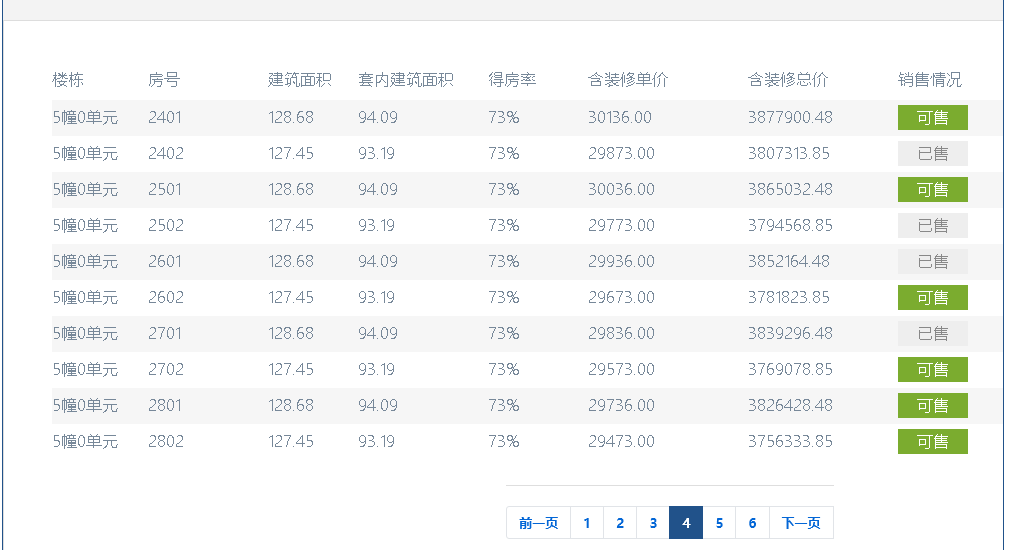 楼栋 房号 建筑面积 套内建筑面积 得房率 含装修单价 含装修总价 销售情况
5幢0单元 2401 128.68 94.09 73% 30136.00 3877900.48 可售
5幢0单元 2402 127.45 93.19 73% 29873.00 3807313.85 已售
5幢0单元 2501 128.68 94.09 73% 30036.00 3865032.48 可售
5幢0单元 2502 127.45 93.19 73% 29773.00 3794568.85 已售
5幢0单元 2601 128.68 94.09 73% 29936.00 3852164.48 已售
5幢0单元 2602 127.45 93.19 73% 29673.00 3781823.85 可售
5幢0单元 2701 128.68 94.09 73% 29836.00 3839296.48 已售
5幢0单元 2702 127.45 93.19 73% 29573.00 3769078.85 可售
5幢0单元 2801 128.68 94.09 73% 29736.00 3826428.48 可售
5幢0单元 2802 127.45 93.19 73% 29473.00 3756333.85 可售
前一页 1 2 3 4 5 6 下一页